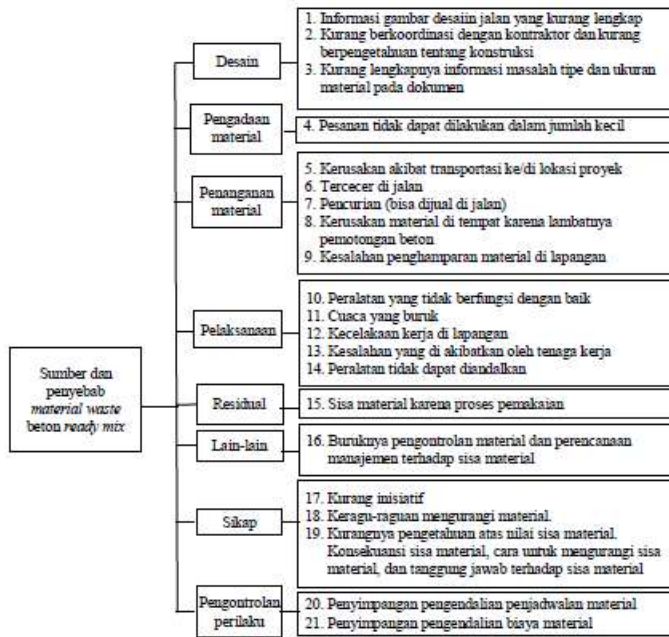 Desain
1. Informasi gambar desaiin jalan yang kurang lengkap
2. Kurang berkoordinasi dengan kontraktor dan kurang
berpengetahuan tentang konstruksi
3. Kurang lengkapnya informasi masalah tipe dan ukuran
material pada dokumen
Pengadaan
material
4. Pesanan tidak dapat dilakukan dalam jumlah kecil
Penanganan
material
5. Kerusakan akibat transportasi ke/di lokasi proyek
6. Tercecer di jalan
7. Pencurian (bisa dijual di jalan)
8. Kerusakan material di tempat karena lambatnya
pemotongan beton
9. Kesalahan penghamparan material di lapangan
Pelaksanaan
10. Peralatan yang tidak berfungsi dengan baik
11. Cuaca yang buruk
12. Kecelakaan kerja di lapangan
13. Kesalahan yang di akibatkan oleh tenaga kerja
14. Peralatan tidak dapat diandalkan
Sumber dan
penyebab
material waste
beton ready mix
Residual
15. Sisa material karena proses pemakaian
Lain-lain
16. Buruknya pengontrolan material dan perencanaan
manajemen terhadap sisa material
Sikap
17. Kurang inisiatif
18. Keragu-raguan mengurangi material.
19. Kurangnya pengetahuan atas nilai sisa material.
Konsekuansi sisa material, cara untuk mengurangi sisa
material, dan tanggung jawab terhadap sisa material
Pengontrolan
perilaku
20. Penyimpangan pengendalian penjadwalan material
21. Penyimpangan pengendalian biaya material